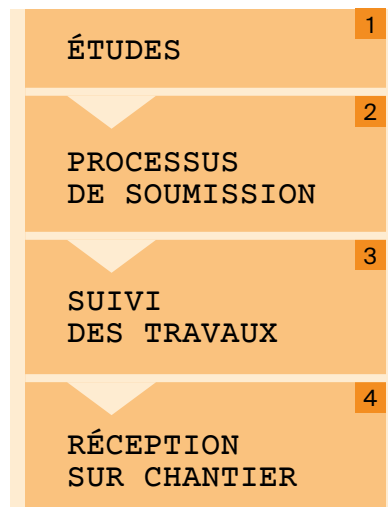 1
ÉTUDES
2
PROCESSUS
DE SOUMISSION
3
SUIVI
DES TRAVAUX
4
RÉCEPTION
SUR CHANTIER